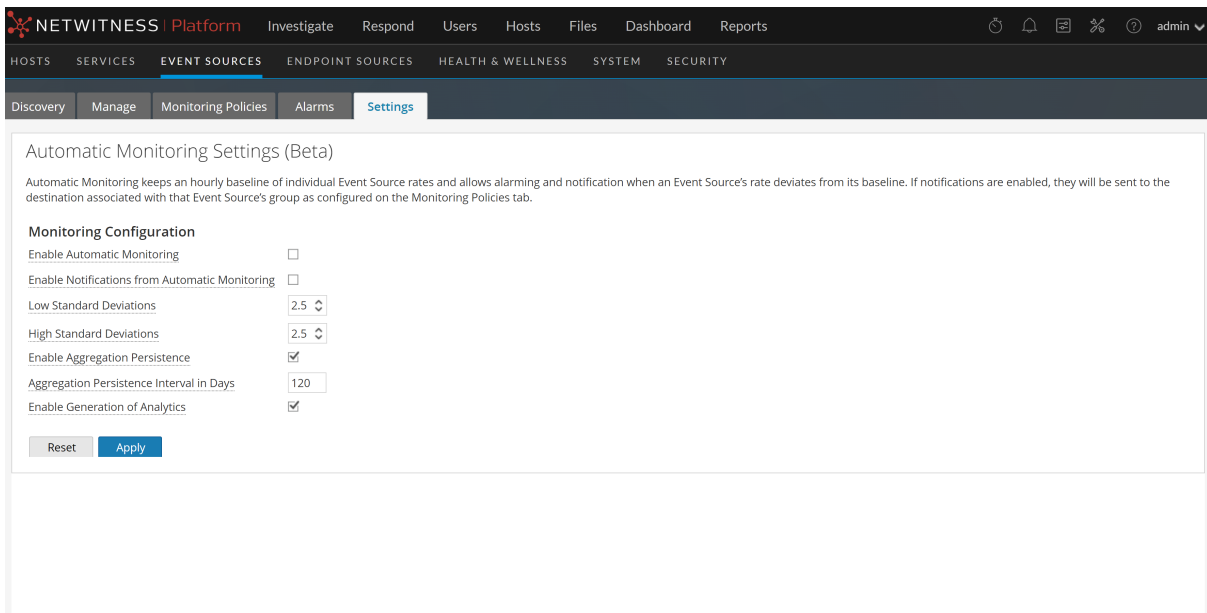 NETWITNESS | Platform Investigate Respond Users Hosts Files Dashboard Reports admin
HOSTS SERVICES EVENT SOURCES ENDPOINT SOURCES HEALTH & WELLNESS SYSTEM SECURITY
Discovery Manage Monitoring Policies Alarms Settings
Automatic Monitoring Settings (Beta)
Automatic Monitoring keeps an hourly baseline of individual Event Source rates and allows alarming and notification when an Event Source's rate deviates from its baseline. If notifications are enabled, they will be sent to the
destination associated with that Event Source's group as configured on the Monitoring Policies tab.
Monitoring Configuration
Enable Automatic Monitoring
Enable Notifications from Automatic Monitoring
Low Standard Deviations 2.5
High Standard Deviations 2.5
Enable Aggregation Persistence
Aggregation Persistence Interval in Days 120
Enable Generation of Analytics
Reset Apply